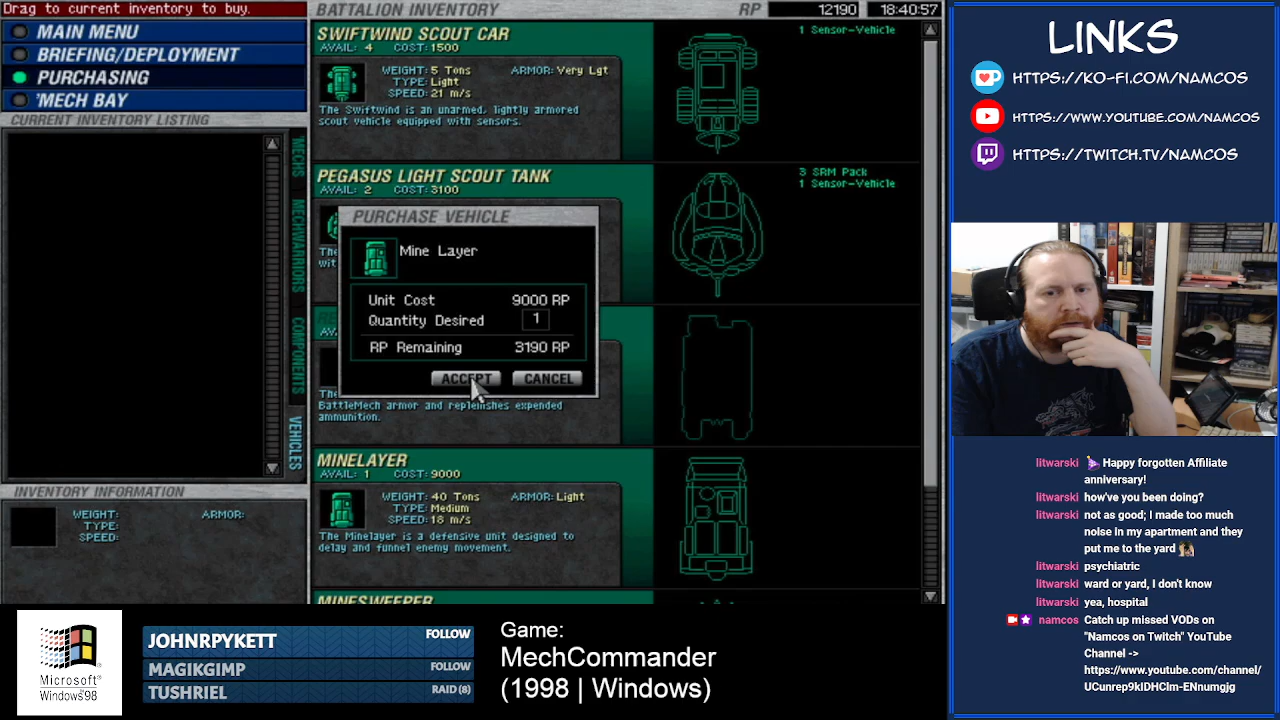 Drag to current inventory to buy.
MAIN MENU
BRIEFING/DEPLOYMENT
PURCHASING
'MECH BAY
CURRENT INVENTORY LISTING
'MECHS
MECHWARRIORS
COMPONENTS
VEHICLES
INVENTORY INFORMATION
WEIGHT:
TYPE:
SPEED:
ARMOR:
BATTALION INVENTORY
RP 12190 18:40:57
SWIFTWIND SCOUT CAR
AVAIL: 4 COST: 1500
WEIGHT: 5 Tons ARMOR: Very Lgt
TYPE: Light
SPEED: 21 m/s
The Swiftwind is an unarmed, lightly armored
scout vehicle equipped with sensors.
1 Sensor-Vehicle
PEGASUS LIGHT SCOUT TANK
AVAIL: 2 COST: 3100
3 SRM Pack
1 Sensor-Vehicle
PURCHASE VEHICLE
Mine Layer
Unit Cost 9000 RP
Quantity Desired 1
RP Remaining 3190 RP
ACCEPT CANCEL
The
wit
The
BattleMech armor and replenishes expended
ammunition.
MINELAYER
AVAIL: 1 COST: 9000
WEIGHT: 40 Tons ARMOR: Light
TYPE: Medium
SPEED: 18 m/s
The Minelayer is a defensive unit designed to
delay and funnel enemy movement.
MINESWEEPER
LINKS
HTTPS://KO-FI.COM/NAMCOS
HTTPS://WWW.YOUTUBE.COM/NAMCOS
HTTPS://TWITCH.TV/NAMCOS
litwarski Happy forgotten Affiliate
anniversary!
litwarski how've you been doing?
litwarski not as good; I made too much
noise in my apartment and they
put me to the yard
litwarski psychiatric
litwarski ward or yard, I don't know
litwarski yea, hospital
namcos Catch up missed VODs on
"Namcos on Twitch" YouTube
Channel ->
https://www.youtube.com/channel/
UCunrep9kIDHCIm-ENnumgjg
Microsoft
Windows98
JOHNRPYKETT FOLLOW
MAGIKGIMP FOLLOW
TUSHRIEL RAID (8)
Game:
MechCommander
(1998 | Windows)